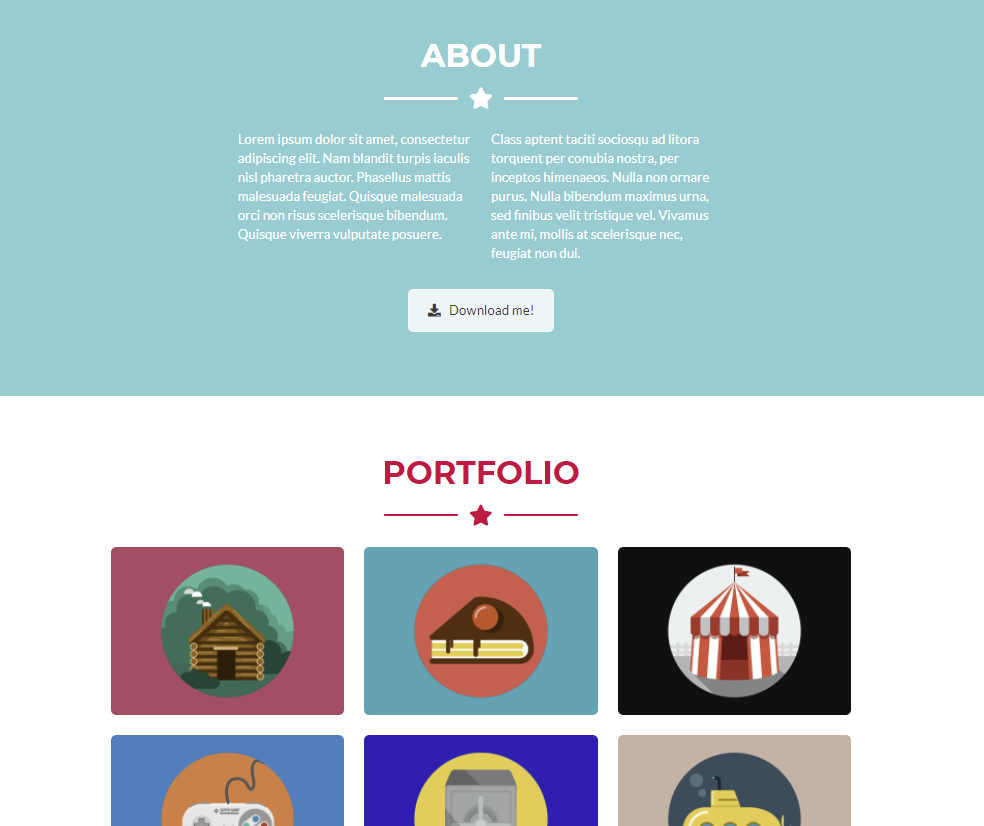 ABOUT
Lorem ipsum dolor sit amet, consectetur
adipiscing elit. Nam blandit turpis iaculis
nisl pharetra auctor. Phasellus mattis
malesuada feugiat. Quisque malesuada
orci non risus scelerisque bibendum.
Quisque viverra vulputate posuere.
Class aptent taciti sociosqu ad litora
torquent per conubia nostra, per
inceptos himenaeos. Nulla non ornare
purus. Nulla bibendum maximus urna,
sed finibus velit tristique vel. Vivamus
ante mi, mollis at scelerisque nec,
feugiat non dui.
Download me!
PORTFOLIO